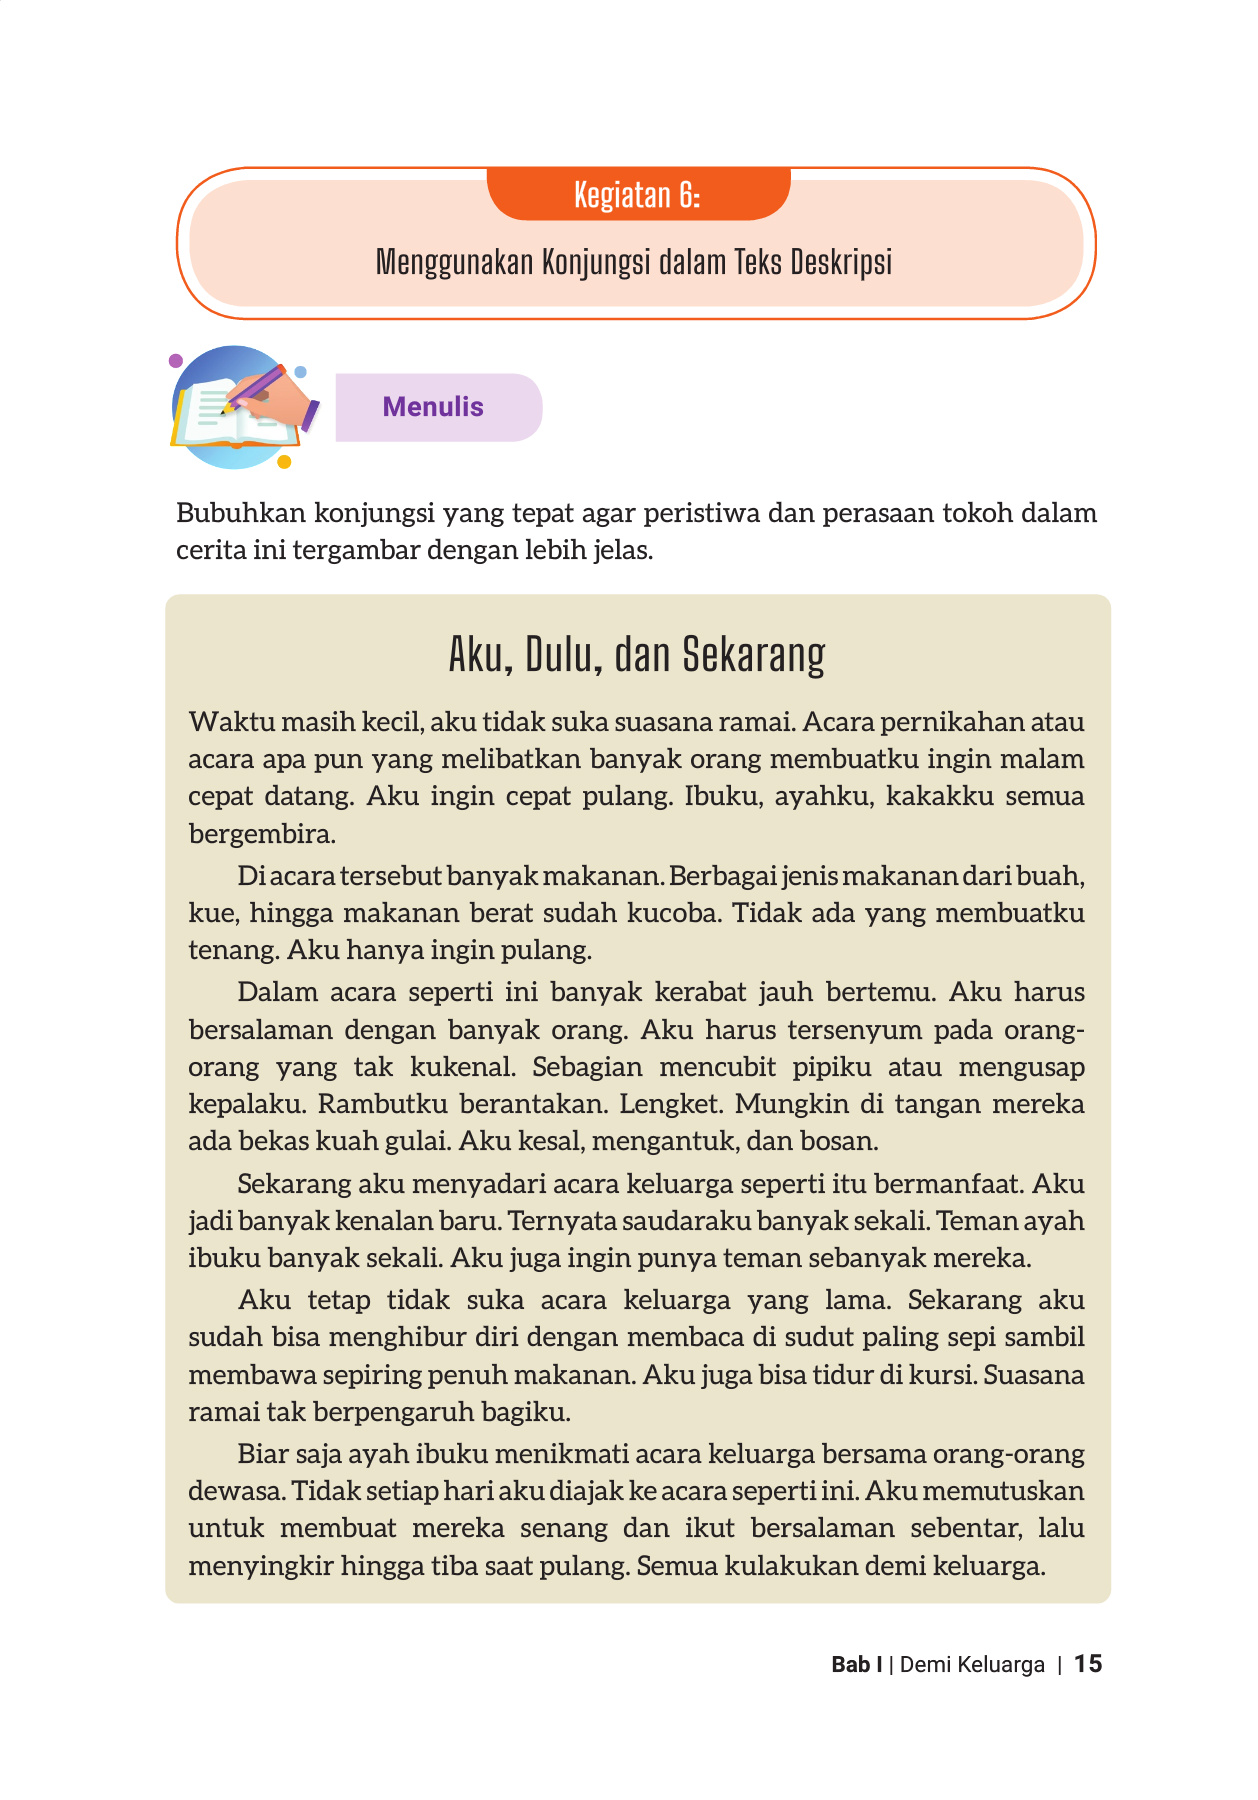 Kegiatan 6:
Menggunakan Konjungsi dalam Teks Deskripsi
Menulis
Bubuhkan konjungsi yang tepat agar peristiwa dan perasaan tokoh dalam
cerita ini tergambar dengan lebih jelas.
Aku, Dulu, dan Sekarang
Waktu masih kecil, aku tidak suka suasana ramai. Acara pernikahan atau
acara apa pun yang melibatkan banyak orang membuatku ingin malam
cepat datang. Aku ingin cepat pulang. Ibuku, ayahku, kakakku semua
bergembira.
Di acara tersebut banyak makanan. Berbagai jenis makanan dari buah,
kue, hingga makanan berat sudah kucoba. Tidak ada yang membuatku
tenang. Aku hanya ingin pulang.
Dalam acara seperti ini banyak kerabat jauh bertemu. Aku harus
bersalaman dengan banyak orang. Aku harus tersenyum pada orang-
orang yang tak kukenal. Sebagian mencubit pipiku atau mengusap
kepalaku. Rambutku berantakan. Lengket. Mungkin di tangan mereka
ada bekas kuah gulai. Aku kesal, mengantuk, dan bosan.
Sekarang aku menyadari acara keluarga seperti itu bermanfaat. Aku
jadi banyak kenalan baru. Ternyata saudaraku banyak sekali. Teman ayah
ibuku banyak sekali. Aku juga ingin punya teman sebanyak mereka.
Aku tetap tidak suka acara keluarga yang lama. Sekarang aku
sudah bisa menghibur diri dengan membaca di sudut paling sepi sambil
membawa sepiring penuh makanan. Aku juga bisa tidur di kursi. Suasana
ramai tak berpengaruh bagiku.
Biar saja ayah ibuku menikmati acara keluarga bersama orang-orang
dewasa. Tidak setiap hari aku diajak ke acara seperti ini. Aku memutuskan
untuk membuat mereka senang dan ikut bersalaman sebentar, lalu
menyingkir hingga tiba saat pulang. Semua kulakukan demi keluarga.
Bab I | Demi Keluarga | 15